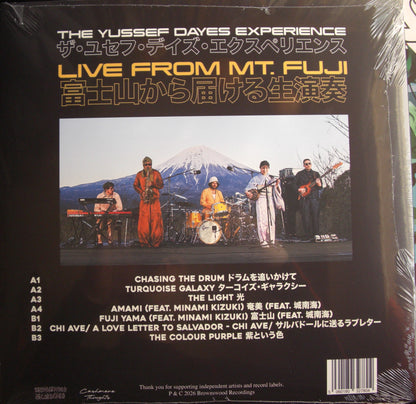 THE YUSSEF DAYES EXPERIENCE
ザ・ユセフ・デイズ・エクスペリエンス
LIVE FROM MT. FUJI
富士山から届ける生演奏
A1 CHASING THE DRUM ドラムを追いかけて
A2 TURQUOISE GALAXY ターコイズ・ギャラクシー
A3 THE LIGHT 光
A4 AMAMI (FEAT. MINAMI KIZUKI) 奄美 (FEAT. 城南海)
B1 FUJI YAMA (FEAT. MINAMI KIZUKI) 富士山 (FEAT. 城南海)
B2 CHI AVE/ A LOVE LETTER TO SALVADOR - CHI AVE/ サルバドールに送るラブレター
B3 THE COLOUR PURPLE 紫という色
Thank you for supporting independent artists and record labels.
P & C 2026 Brownswood Recordings
Cashmere
Thoughts